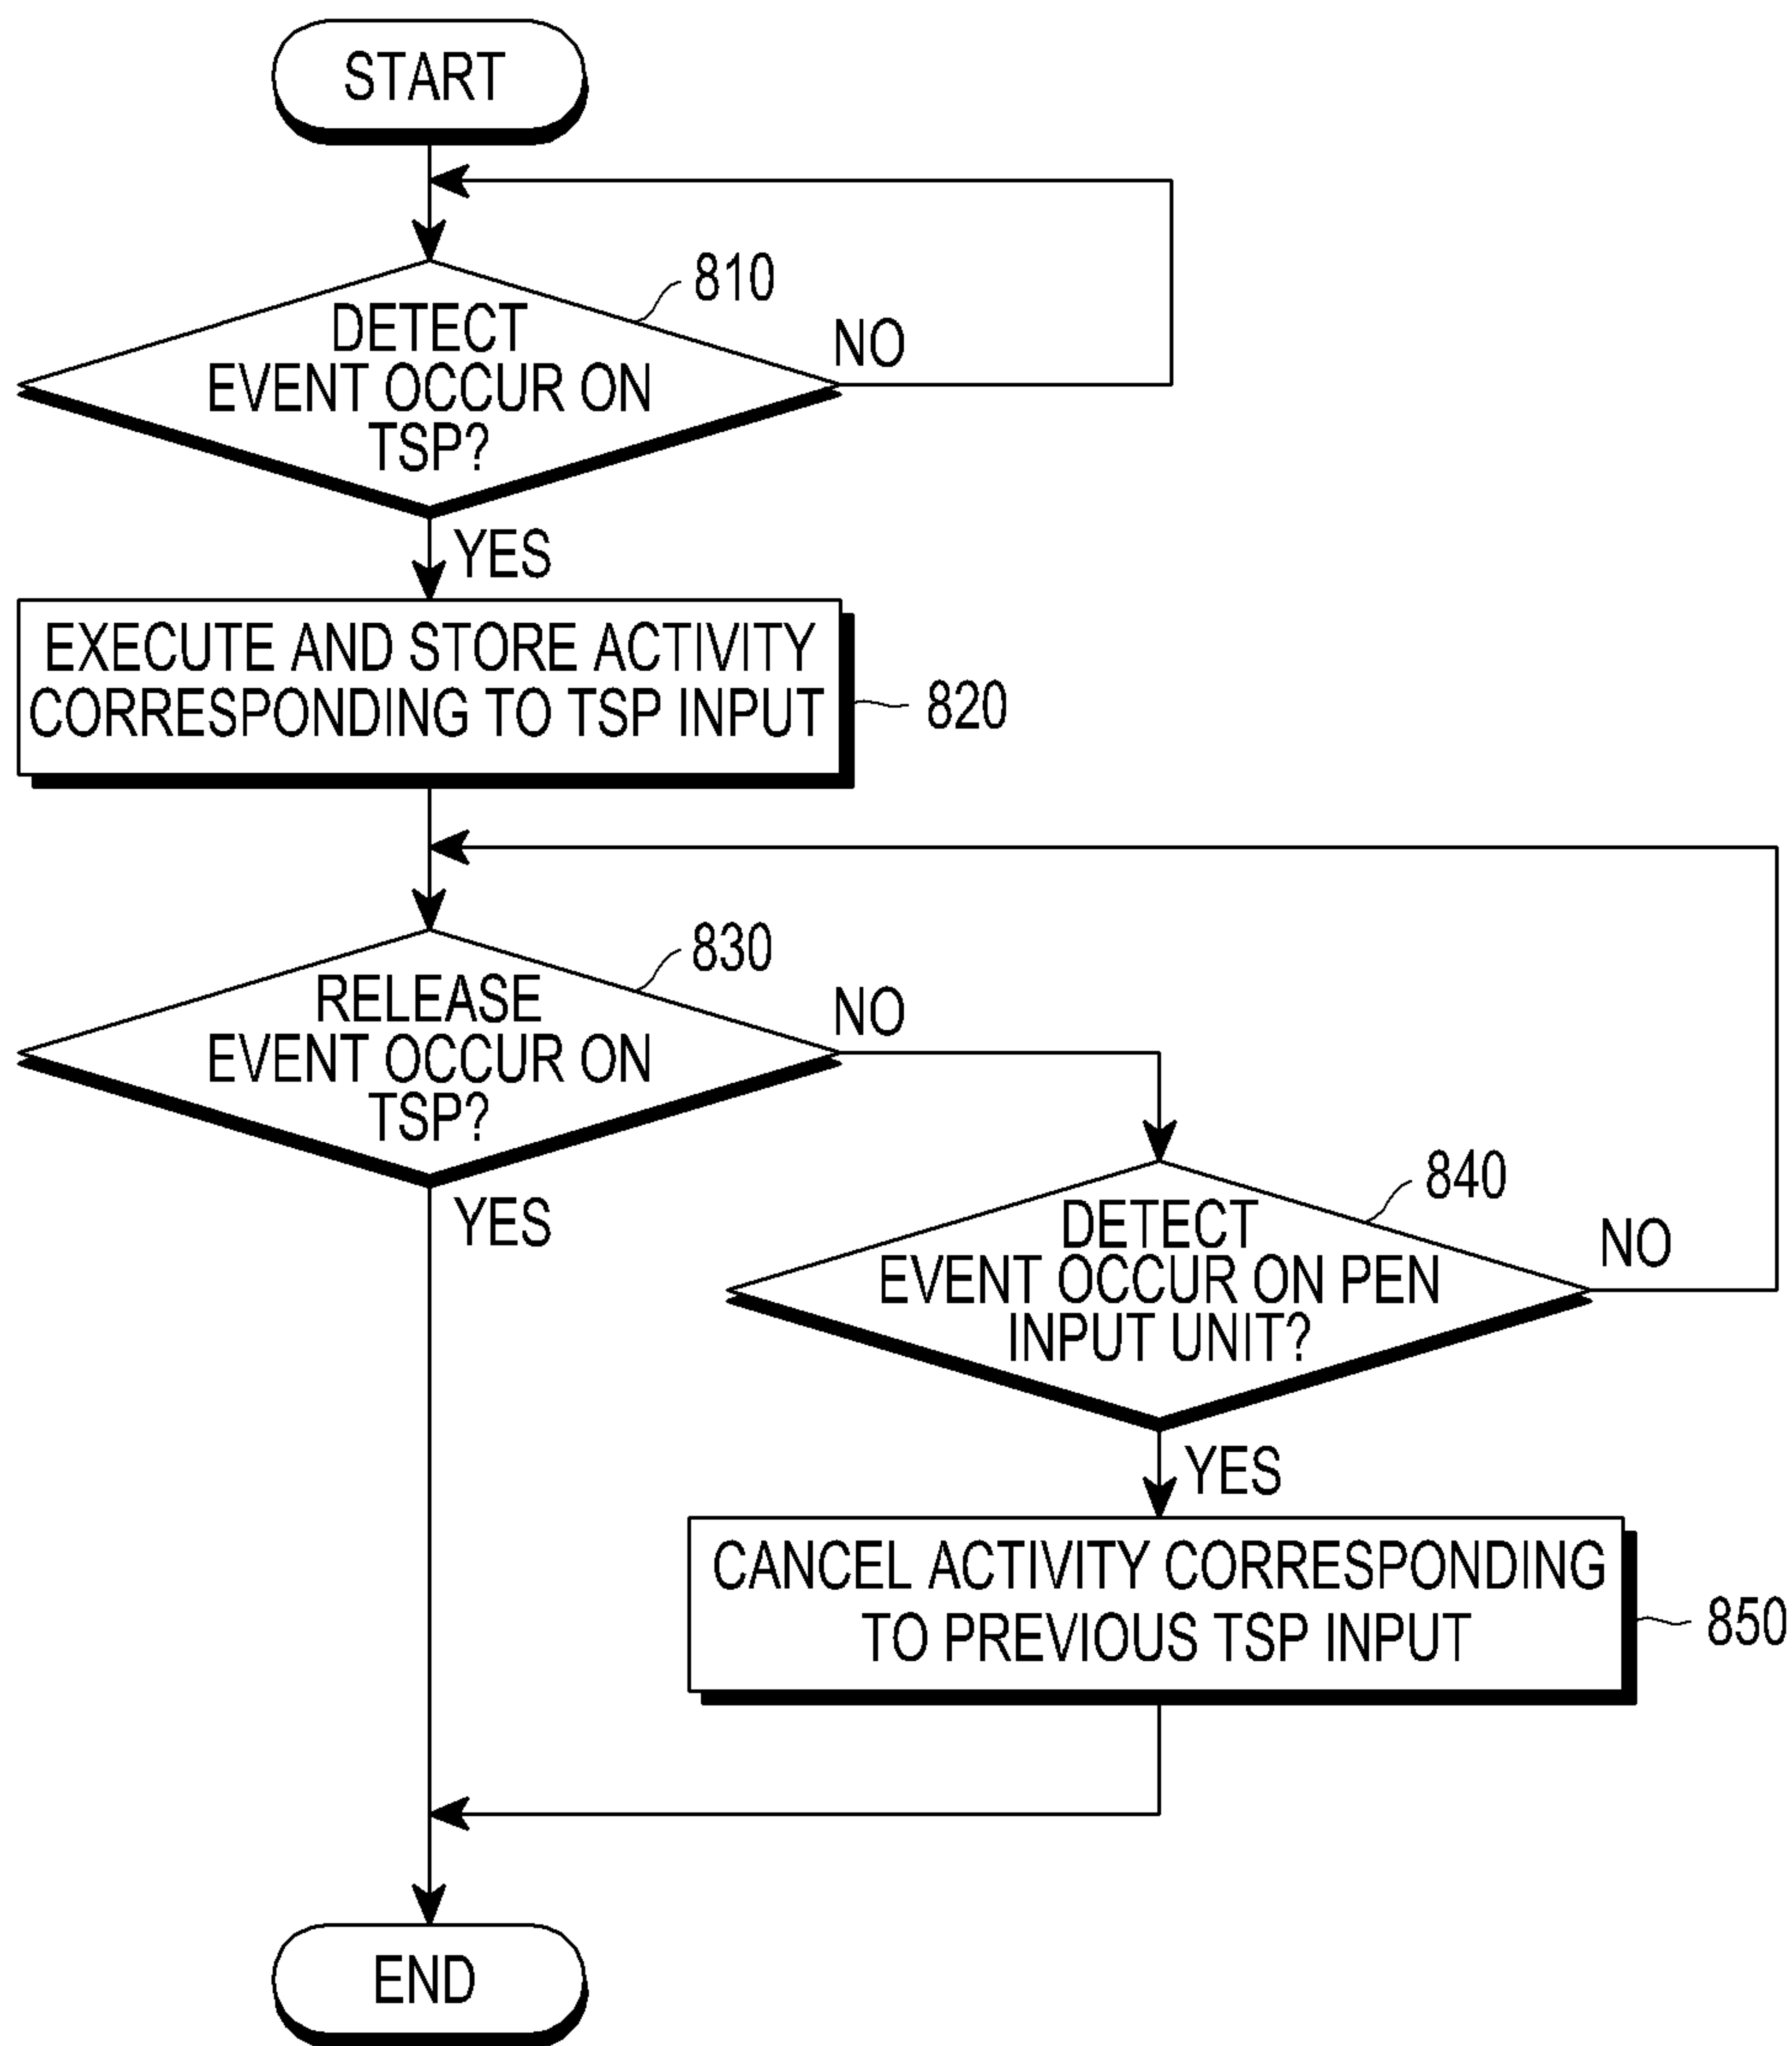 START
810
DETECT
EVENT OCCUR ON
TSP?
NO
YES
EXECUTE AND STORE ACTIVITY
CORRESPONDING TO TSP INPUT
820
830
RELEASE
EVENT OCCUR ON
TSP?
NO
YES
840
DETECT
EVENT OCCUR ON PEN
INPUT UNIT?
NO
YES
CANCEL ACTIVITY CORRESPONDING
TO PREVIOUS TSP INPUT
850
END